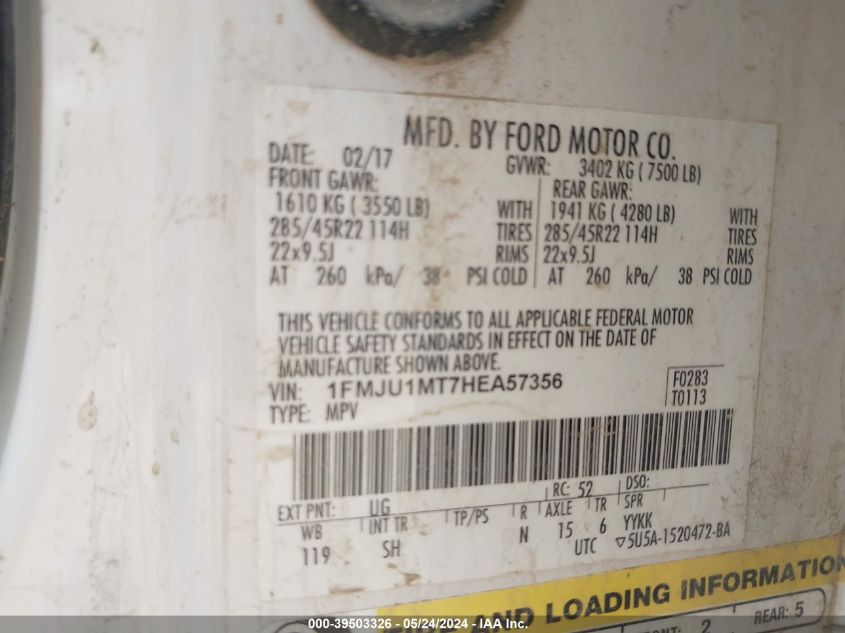 MFD. BY FORD MOTOR CO.
DATE: 02/17 GVWR: 3402 KG ( 7500 LB)
FRONT GAWR: REAR GAWR:
1610 KG ( 3550 LB) WITH 1941 KG ( 4280 LB) WITH
285/45R22 114H TIRES 285/45R22 114H TIRES
22x9.5J RIMS 22x9.5J RIMS
AT 260 kPa/ 38 PSI COLD AT 260 kPa/ 38 PSI COLD
THIS VEHICLE CONFORMS TO ALL APPLICABLE FEDERAL MOTOR
VEHICLE SAFETY STANDARDS IN EFFECT ON THE DATE OF
MANUFACTURE SHOWN ABOVE.
VIN: 1FMJU1MT7HEA57356 F0283
TYPE: MPV T0113
EXT PNT: UG RC: 52 DSO:
WB INT TR TP/PS R AXLE TR SPR
119 SH N 15 6 YYKK
UTC ▽5U5A-1520472-BA
AND LOADING INFORMATION
2 REAR: 5
000-39503326 - 05/24/2024 - IAA Inc.